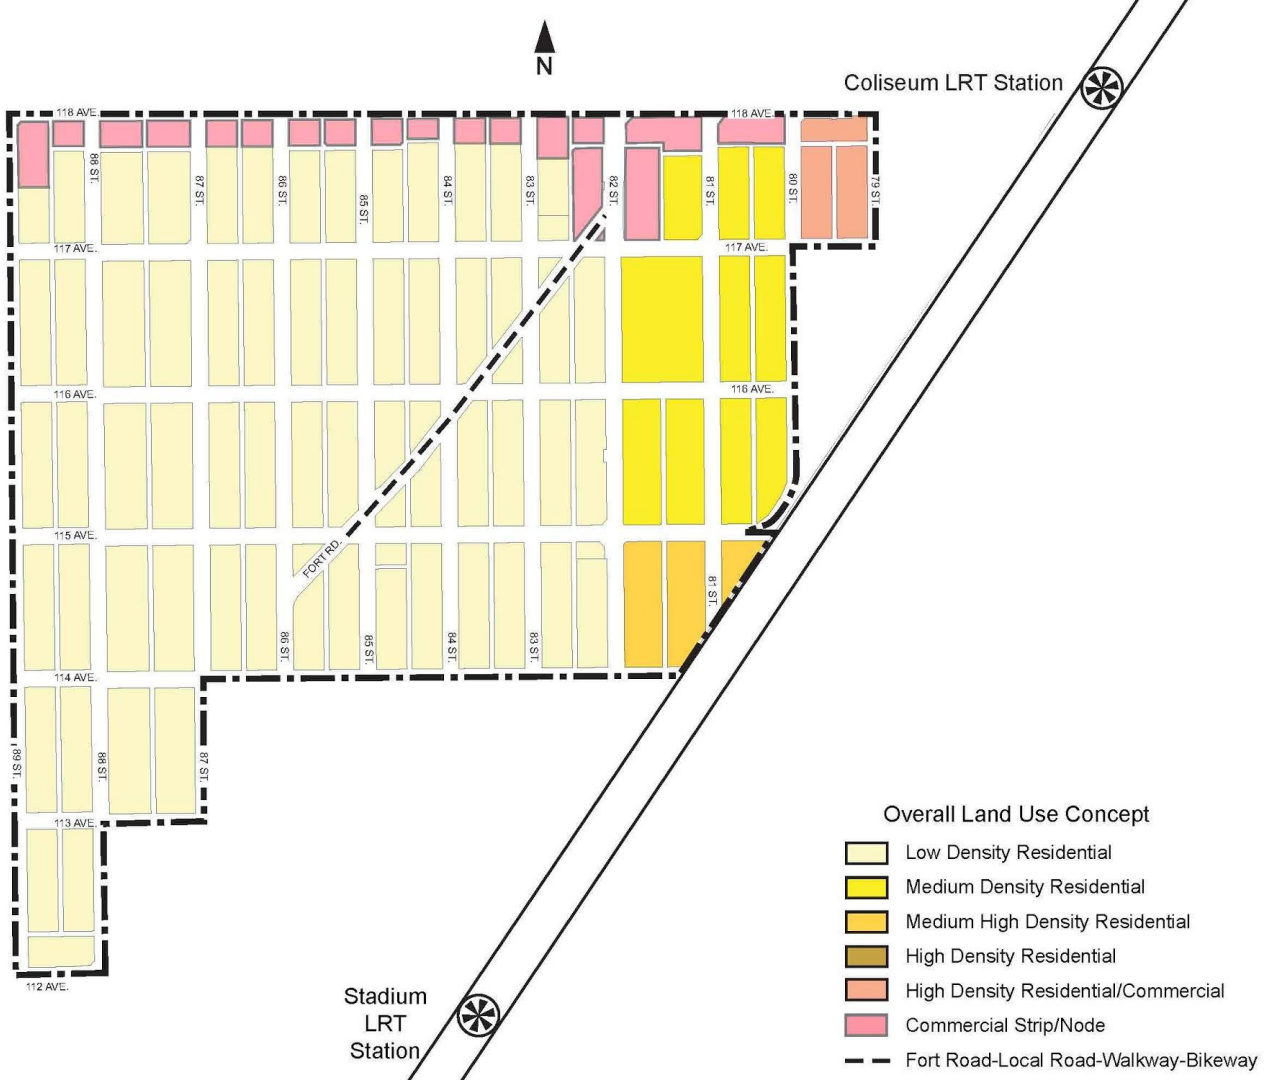 N
Coliseum LRT Station
118 AVE.
118 AVE.
88 ST.
87 ST.
86 ST.
85 ST.
84 ST.
83 ST.
82 ST.
81 ST.
80 ST.
79 ST.
117 AVE.
117 AVE.
116 AVE.
116 AVE.
115 AVE.
FORT RD.
86 ST.
85 ST.
84 ST.
83 ST.
81 ST.
114 AVE.
89 ST.
88 ST.
87 ST.
113 AVE.
112 AVE.
Stadium
LRT
Station
Overall Land Use Concept
Low Density Residential
Medium Density Residential
Medium High Density Residential
High Density Residential
High Density Residential/Commercial
Commercial Strip/Node
Fort Road-Local Road-Walkway-Bikeway